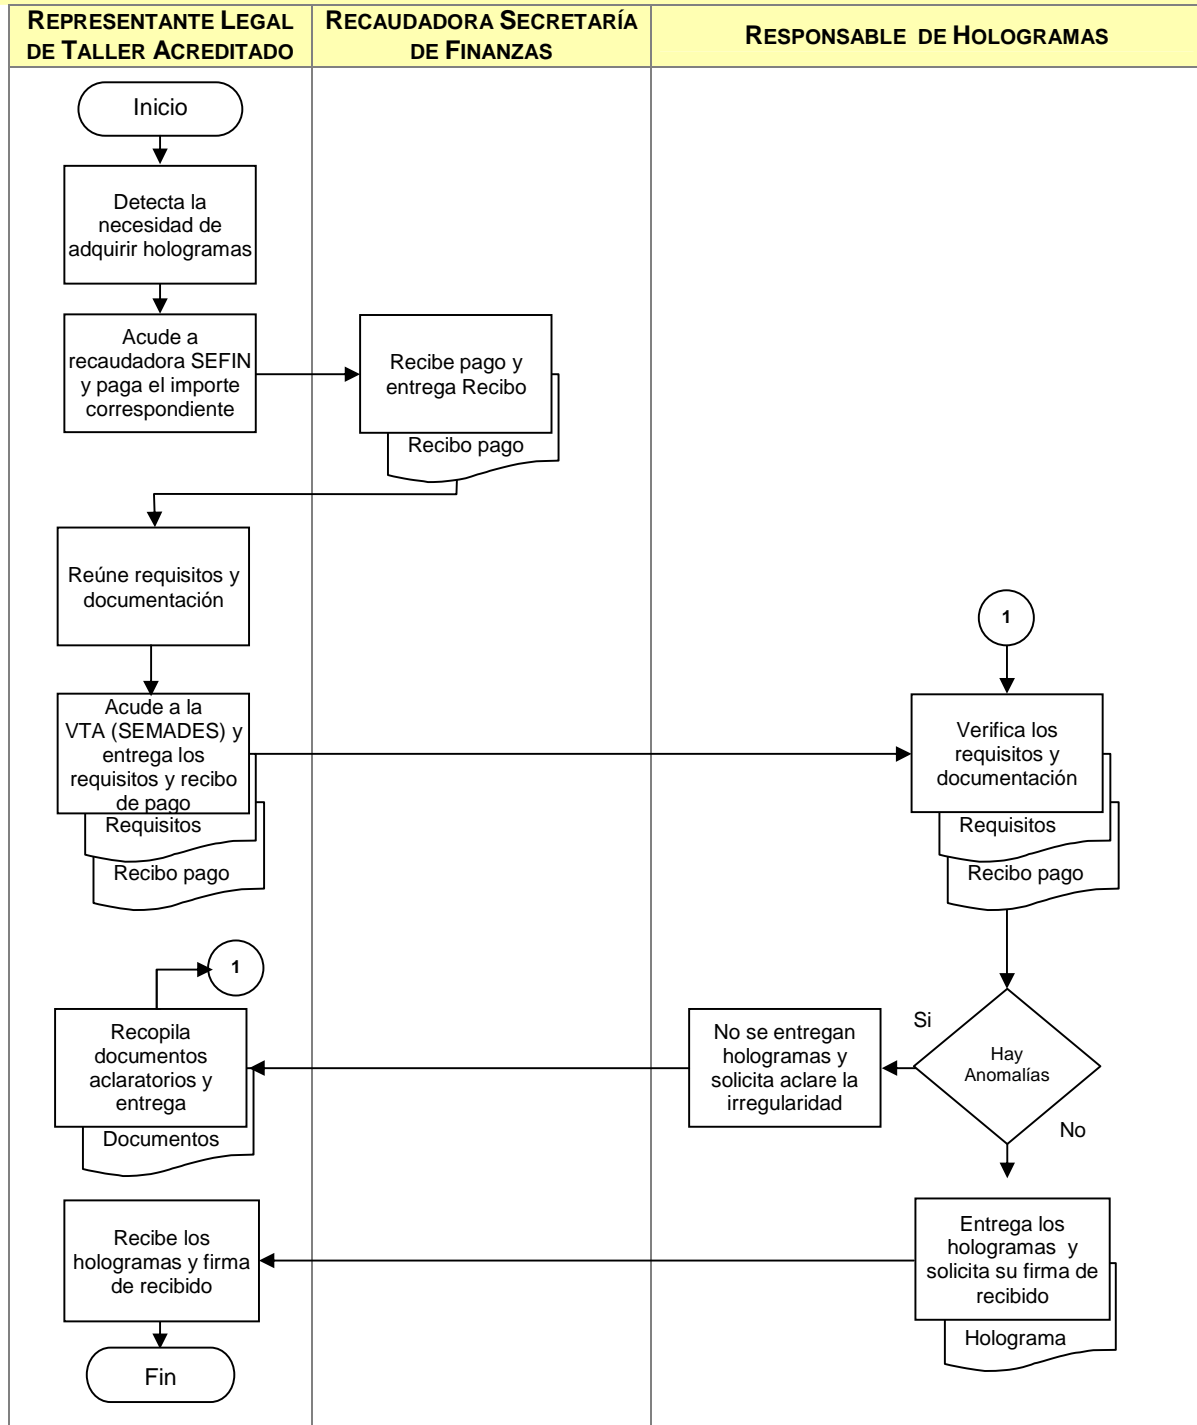 REPRESENTANTE LEGAL
DE TALLER ACREDITADO
RECAUDADORA SECRETARÍA
DE FINANZAS
RESPONSABLE DE HOLOGRAMAS
Inicio
Detecta la
necesidad de
adquirir hologramas
Acude a
recaudadora SEFIN
y paga el importe
correspondiente
Recibe pago y
entrega Recibo
Recibo pago
Reúne requisitos y
documentación
1
Acude a la
VTA (SEMADES) y
entrega los
requisitos y recibo
de pago
Requisitos
Recibo pago
Verifica los
requisitos y
documentación
Requisitos
Recibo pago
1
Recopila
documentos
aclaratorios y
entrega
Documentos
No se entregan
hologramas y
solicita aclare la
irregularidad
Si
Hay
Anomalías
No
Recibe los
hologramas y firma
de recibido
Entrega los
hologramas y
solicita su firma de
recibido
Holograma
Fin